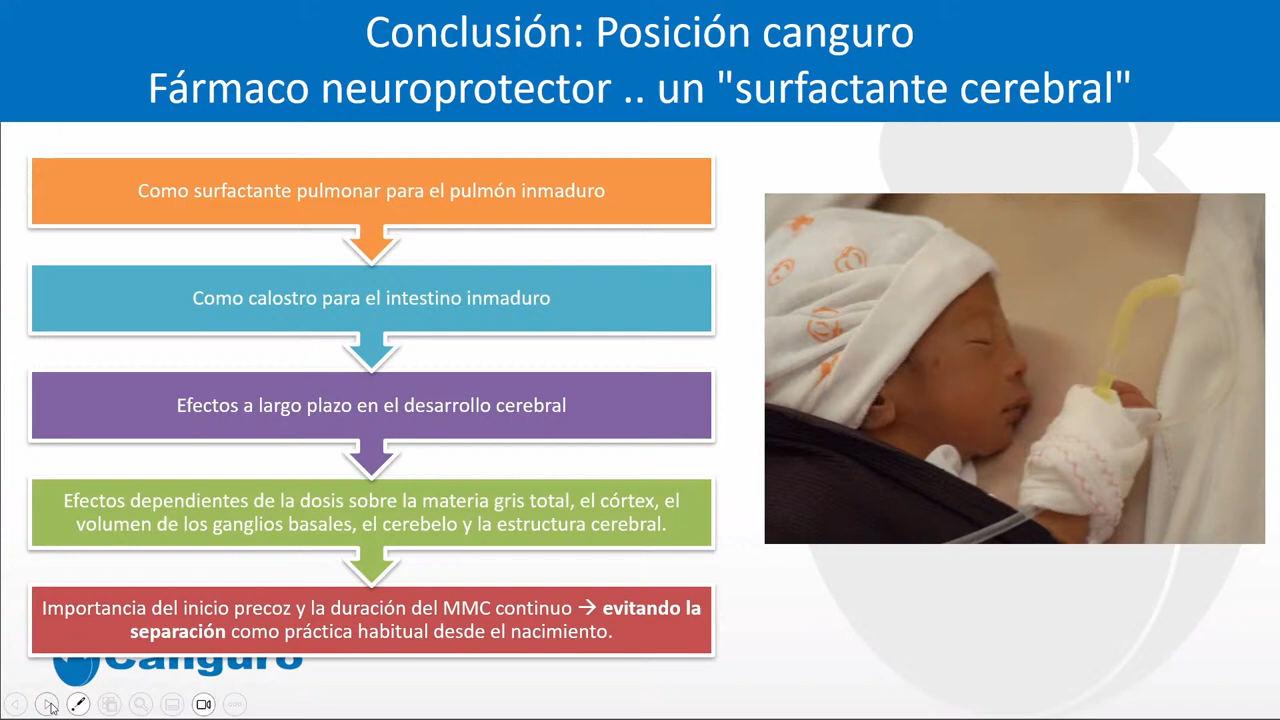 Conclusión: Posición canguro
Fármaco neuroprotector .. un "surfactante cerebral"
Como surfactante pulmonar para el pulmón inmaduro
Como calostro para el intestino inmaduro
Efectos a largo plazo en el desarrollo cerebral
Efectos dependientes de la dosis sobre la materia gris total, el córtex, el
volumen de los ganglios basales, el cerebelo y la estructura cerebral.
Importancia del inicio precoz y la duración del MMC continuo → evitando la
separación como práctica habitual desde el nacimiento.
Canguro